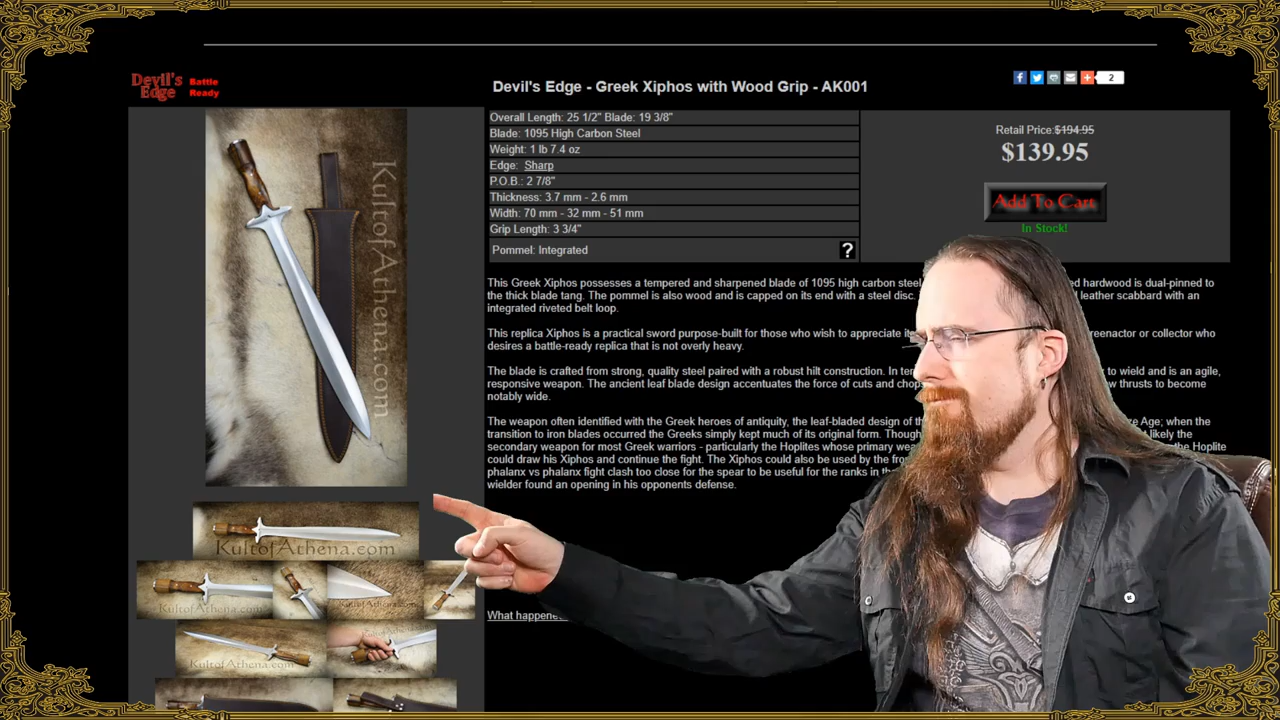 Devil's
Edge
Battle
Ready
Devil's Edge - Greek Xiphos with Wood Grip - AK001
2
Overall Length: 25 1/2" Blade: 19 3/8"
Blade: 1095 High Carbon Steel
Weight: 1 lb 7.4 oz
Edge: Sharp
P.O.B.: 2 7/8"
Thickness: 3.7 mm - 2.6 mm
Width: 70 mm - 32 mm - 51 mm
Grip Length: 3 3/4"
Pommel: Integrated
?
Retail Price:$194.95
$139.95
Add To Cart
In Stock!
KultofAthena.com
This Greek Xiphos possesses a tempered and sharpened blade of 1095 high carbon steel hardwood is dual-pinned to
the thick blade tang. The pommel is also wood and is capped on its end with a steel disc. leather scabbard with an
integrated riveted belt loop.
This replica Xiphos is a practical sword purpose-built for those who wish to appreciate reenactor or collector who
desires a battle-ready replica that is not overly heavy.
The blade is crafted from strong, quality steel paired with a robust hilt construction. In to wield and is an agile,
responsive weapon. The ancient leaf blade design accentuates the force of cuts and thrusts to become
notably wide.
The weapon often identified with the Greek heroes of antiquity, the leaf-bladed design of Age; when the
transition to iron blades occurred the Greeks simply kept much of its original form. likely the
secondary weapon for most Greek warriors - particularly the Hoplites whose primary the Hoplite
could draw his Xiphos and continue the fight. The Xiphos could also be used by the
phalanx vs phalanx fight clash too close for the spear to be useful for the ranks in
wielder found an opening in his opponents defense.
KultofAthena.com
KultofAthena.com
KultofAthena.com
KultofAthena.com
What